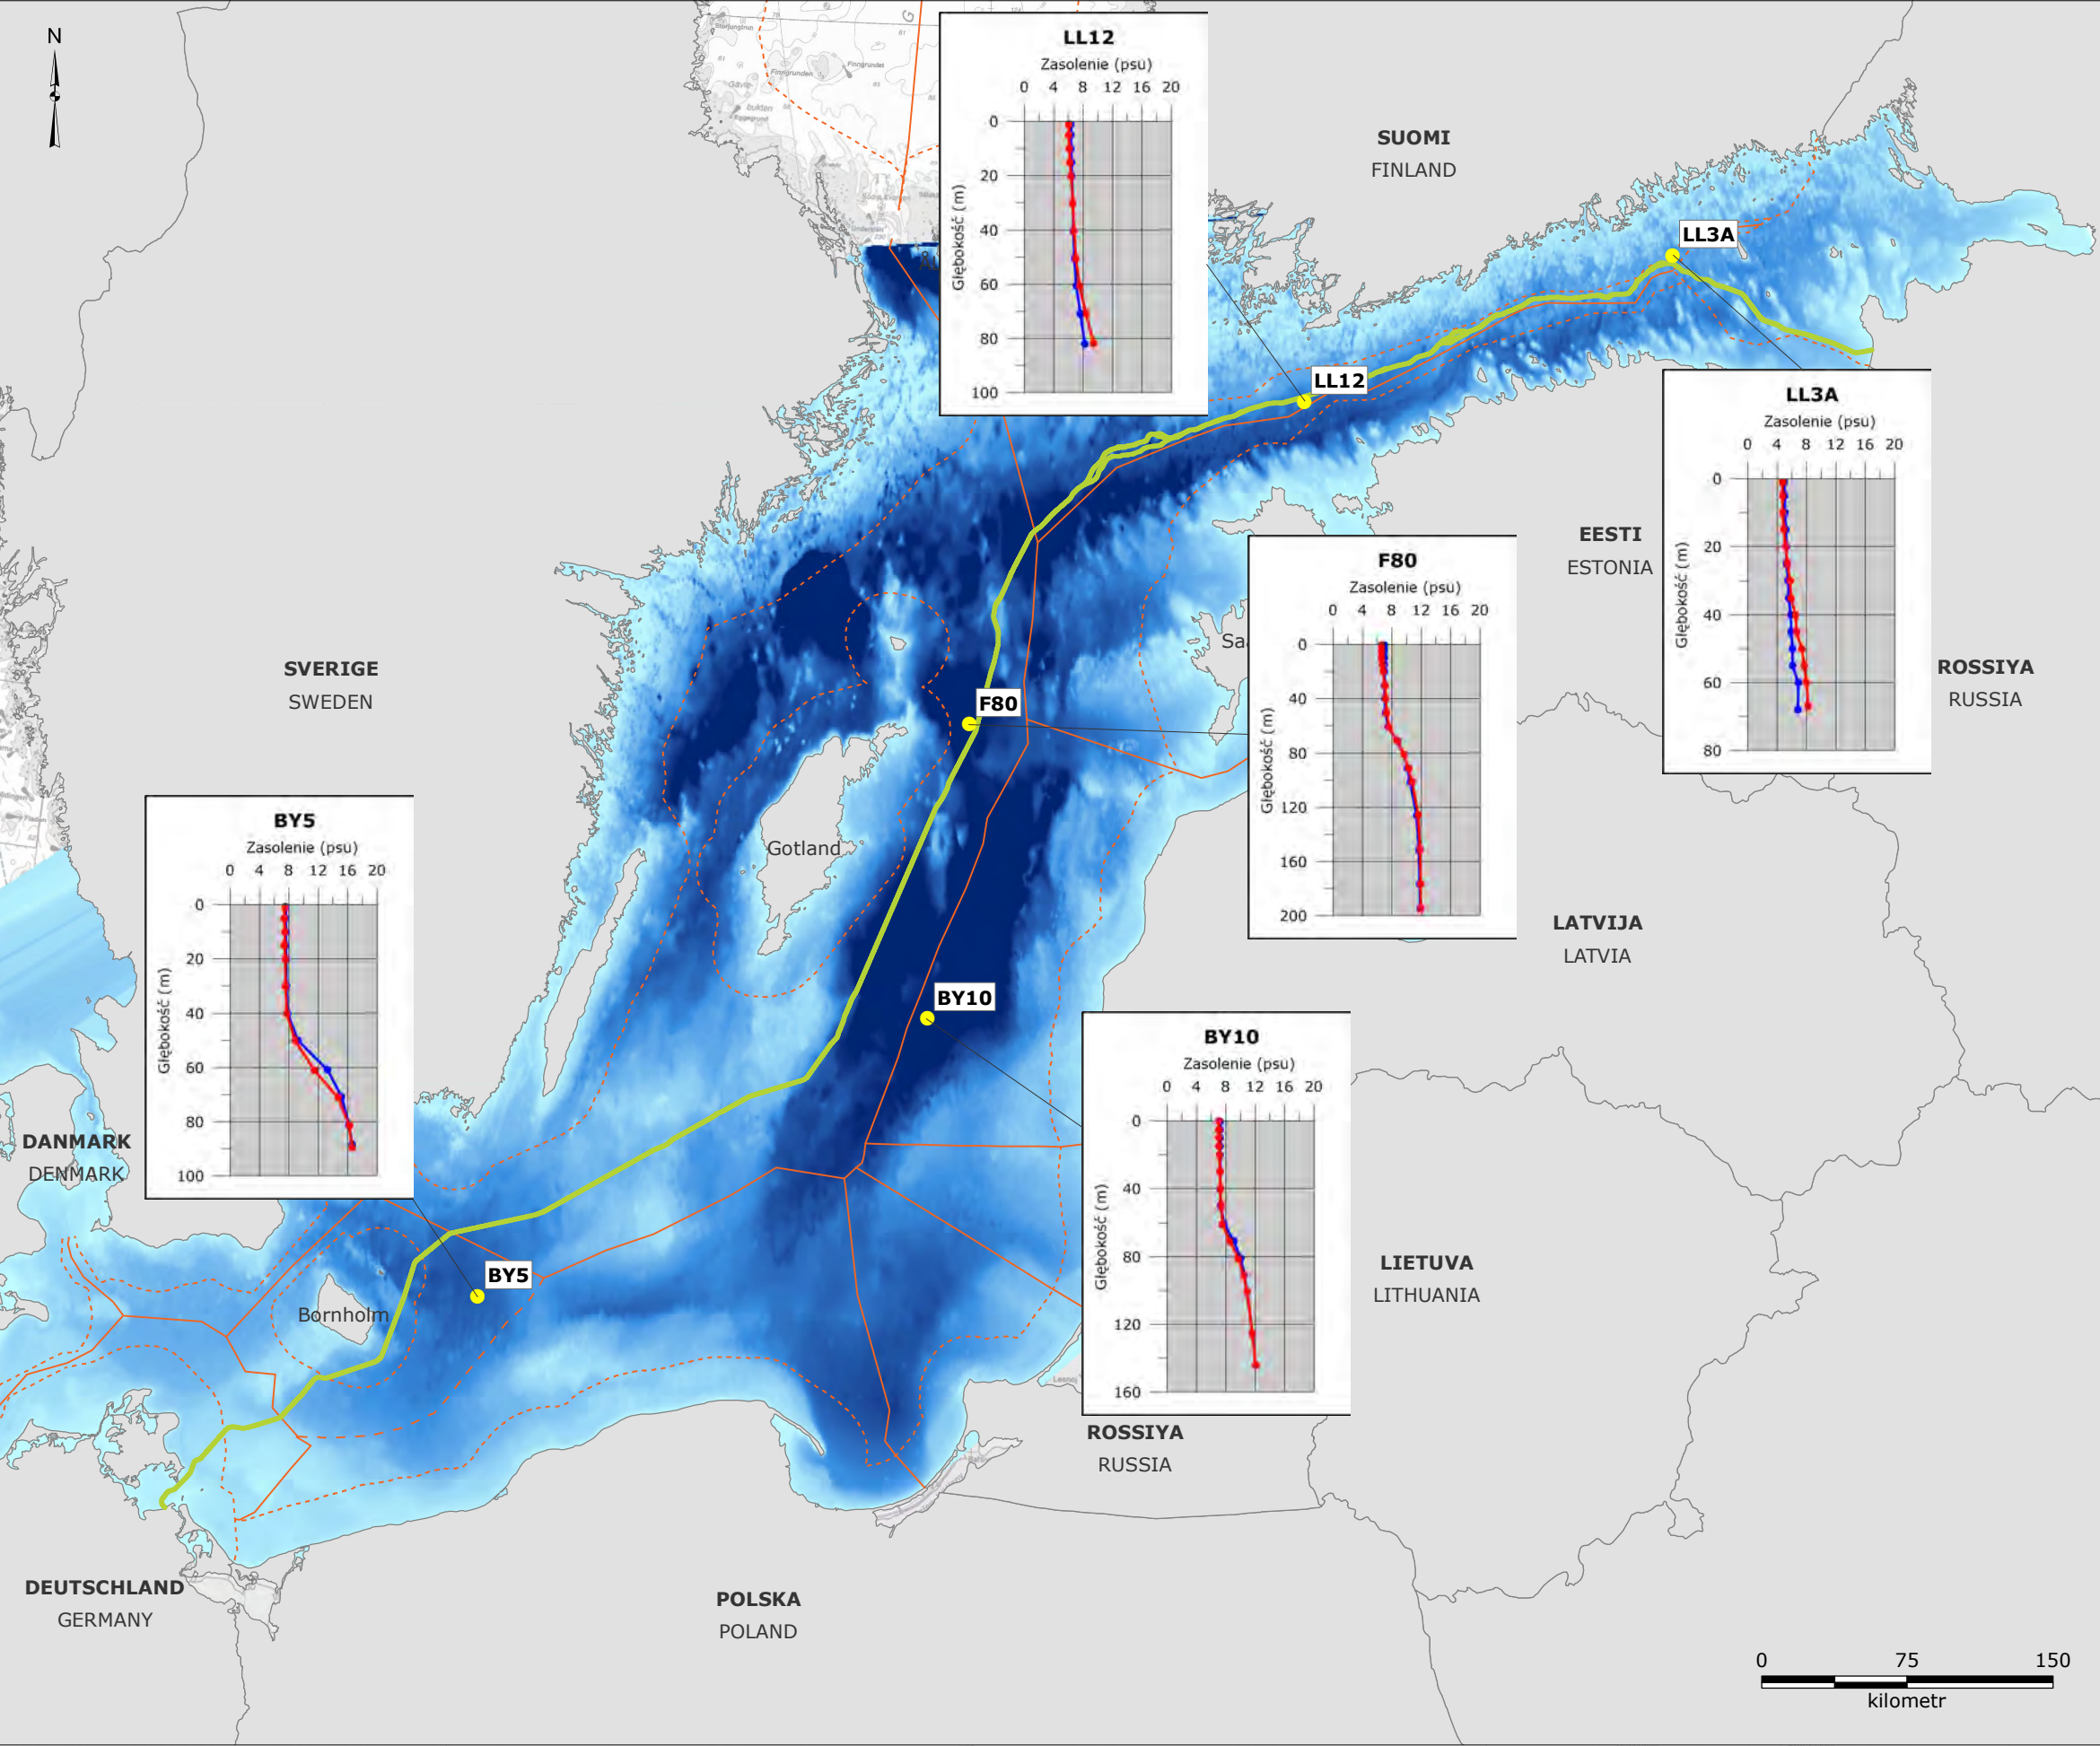 N
LL12
Zasolenie (psu)
0 4 8 12 16 20
Głębokość (m)
0
20
40
60
80
100
SUOMI
FINLAND
LL3A
LL12
LL3A
Zasolenie (psu)
0 4 8 12 16 20
Głębokość (m)
0
20
40
60
80
EESTI
ESTONIA
ROSSIYA
RUSSIA
F80
Zasolenie (psu)
0 4 8 12 16 20
Głębokość (m)
0
40
80
120
160
200
Saa
SVERIGE
SWEDEN
F80
Gotland
BY5
Zasolenie (psu)
0 4 8 12 16 20
Głębokość (m)
0
20
40
60
80
100
LATVIJA
LATVIA
BY10
BY10
Zasolenie (psu)
0 4 8 12 16 20
Głębokość (m)
0
40
80
120
160
DANMARK
DENMARK
LIETUVA
LITHUANIA
BY5
Bornholm
ROSSIYA
RUSSIA
DEUTSCHLAND
GERMANY
POLSKA
POLAND
0 75 150
kilometr